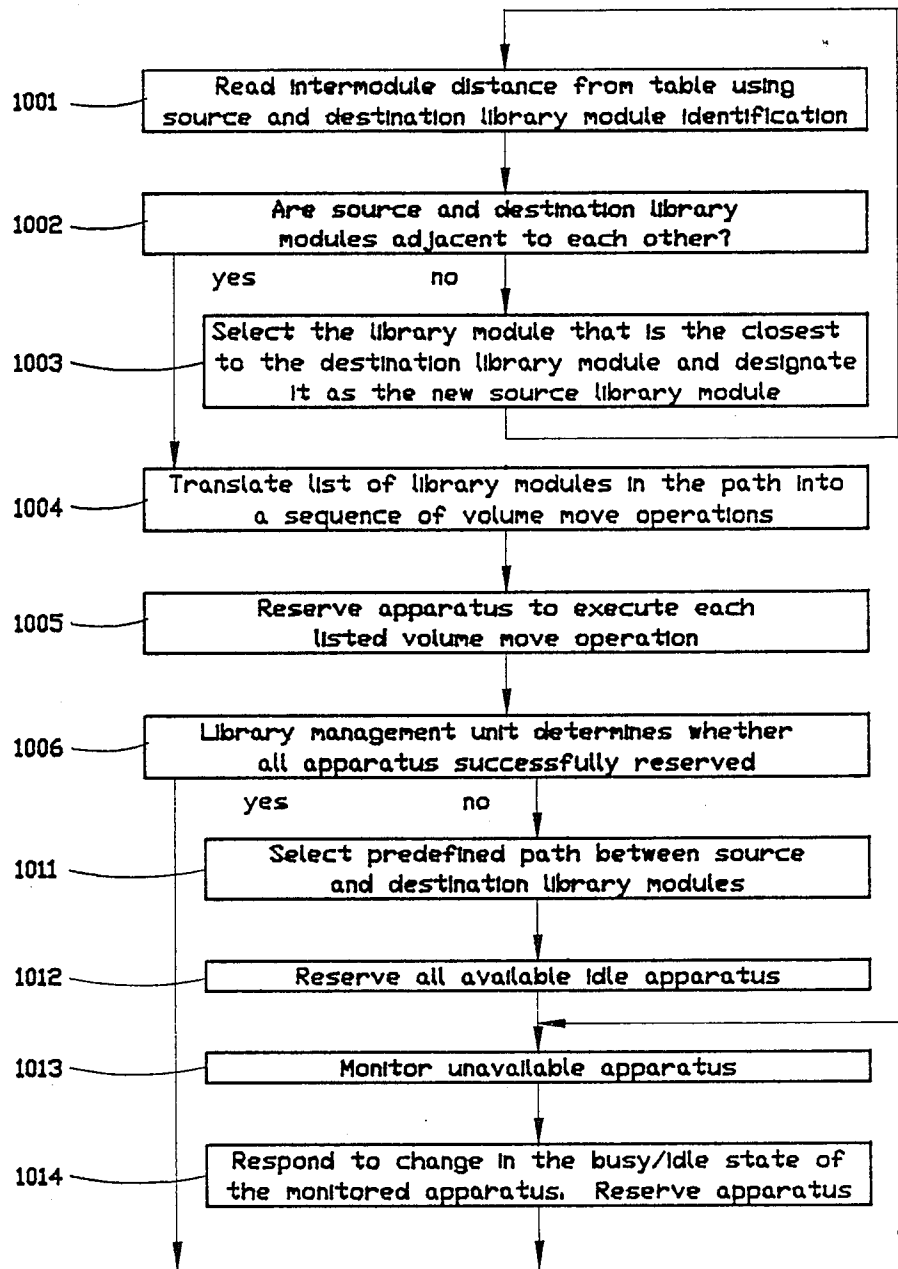 1001
Read intermodule distance from table using
source and destination library module identification
1002
Are source and destination library
modules adjacent to each other?
yes no
1003
Select the library module that is the closest
to the destination library module and designate
it as the new source library module
1004
Translate list of library modules in the path into
a sequence of volume move operations
1005
Reserve apparatus to execute each
listed volume move operation
1006
Library management unit determines whether
all apparatus successfully reserved
yes no
1011
Select predefined path between source
and destination library modules
1012
Reserve all available idle apparatus
1013
Monitor unavailable apparatus
1014
Respond to change in the busy/idle state of
the monitored apparatus. Reserve apparatus